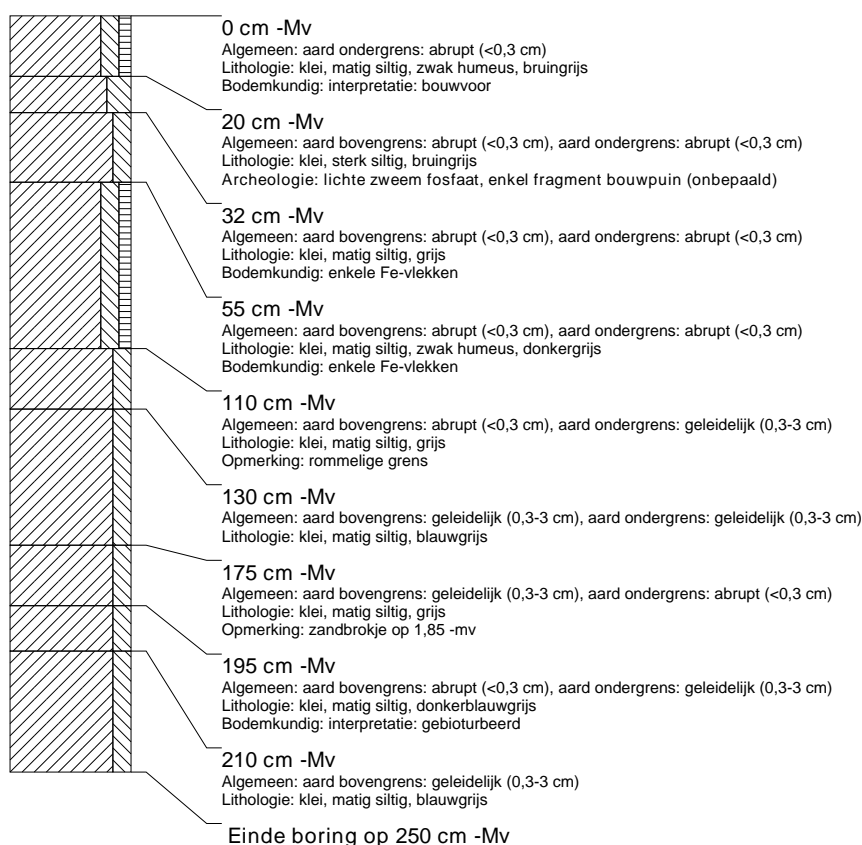 0 cm -Mv
Algemeen: aard ondergrens: abrupt (<0,3 cm)
Lithologie: klei, matig siltig, zwak humeus, bruingrijs
Bodemkundig: interpretatie: bouwvoor
20 cm -Mv
Algemeen: aard bovengrens: abrupt (<0,3 cm), aard ondergrens: abrupt (<0,3 cm)
Lithologie: klei, sterk siltig, bruingrijs
Archeologie: lichte zweem fosfaat, enkel fragment bouwpuin (onbepaald)
32 cm -Mv
Algemeen: aard bovengrens: abrupt (<0,3 cm), aard ondergrens: abrupt (<0,3 cm)
Lithologie: klei, matig siltig, grijs
Bodemkundig: enkele Fe-vlekken
55 cm -Mv
Algemeen: aard bovengrens: abrupt (<0,3 cm), aard ondergrens: abrupt (<0,3 cm)
Lithologie: klei, matig siltig, zwak humeus, donkergrijs
Bodemkundig: enkele Fe-vlekken
110 cm -Mv
Algemeen: aard bovengrens: abrupt (<0,3 cm), aard ondergrens: geleidelijk (0,3-3 cm)
Lithologie: klei, matig siltig, grijs
Opmerking: rommelige grens
130 cm -Mv
Algemeen: aard bovengrens: geleidelijk (0,3-3 cm), aard ondergrens: geleidelijk (0,3-3 cm)
Lithologie: klei, matig siltig, blauwgrijs
175 cm -Mv
Algemeen: aard bovengrens: geleidelijk (0,3-3 cm), aard ondergrens: abrupt (<0,3 cm)
Lithologie: klei, matig siltig, grijs
Opmerking: zandbrokje op 1,85 -mv
195 cm -Mv
Algemeen: aard bovengrens: abrupt (<0,3 cm), aard ondergrens: geleidelijk (0,3-3 cm)
Lithologie: klei, matig siltig, donkerblauwgrijs
Bodemkundig: interpretatie: gebioturbeerd
210 cm -Mv
Algemeen: aard bovengrens: geleidelijk (0,3-3 cm)
Lithologie: klei, matig siltig, blauwgrijs
Einde boring op 250 cm -Mv